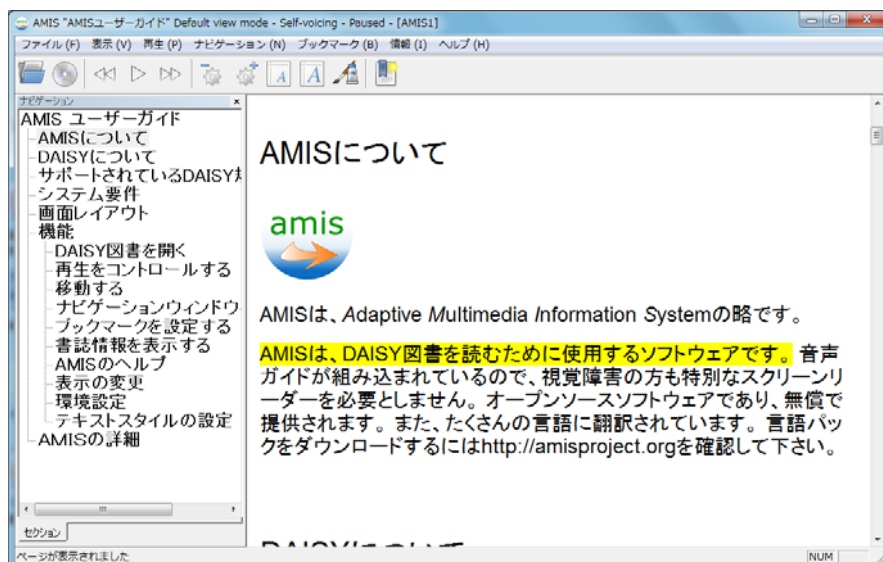 AMIS "AMISユーザーガイド" Default view mode - Self-voicing - Paused - [AMIS1]
ファイル(F) 表示(V) 再生(P) ナビゲーション(N) ブックマーク(B) 情報(I) ヘルプ(H)
A A
ナビゲーション
AMIS ユーザーガイド
AMISについて
DAISYについて
サポートされているDAISY
システム要件
画面レイアウト
機能
DAISY図書を開く
再生をコントロールする
移動する
ナビゲーションウィンドウ
ブックマークを設定する
書誌情報を表示する
AMISのヘルプ
表示の変更
環境設定
テキストスタイルの設定
AMISの詳細
セクション
AMISについて
amis
AMISは、Adaptive Multimedia Information Systemの略です。
AMISは、DAISY図書を読むために使用するソフトウェアです。 音声
ガイドが組み込まれているので、視覚障害の方も特別なスクリーンリ
ーダーを必要としません。オープンソースソフトウェアであり、無償で
提供されます。また、たくさんの言語に翻訳されています。言語パッ
クをダウンロードするにはhttp://amisproject.orgを確認して下さい。
DAISYについて
ページが表示されました
NUM